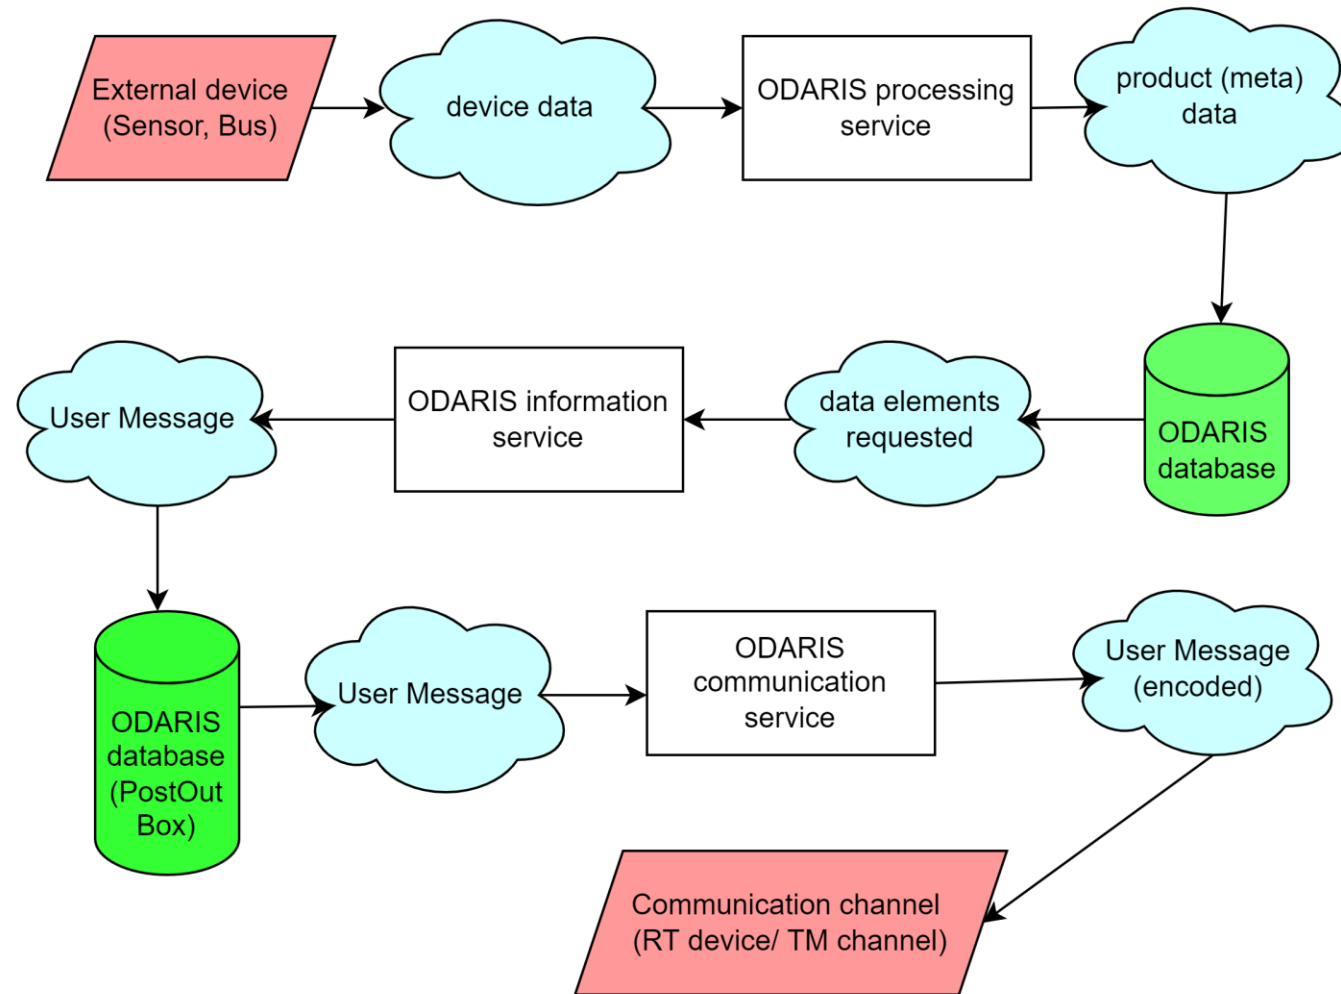 External device
(Sensor, Bus)
device data
ODARIS processing
service
product (meta)
data
User Message
ODARIS information
service
data elements
requested
ODARIS
database
ODARIS
database
(PostOut
Box)
User Message
ODARIS
communication
service
User Message
(encoded)
Communication channel
(RT device/ TM channel)